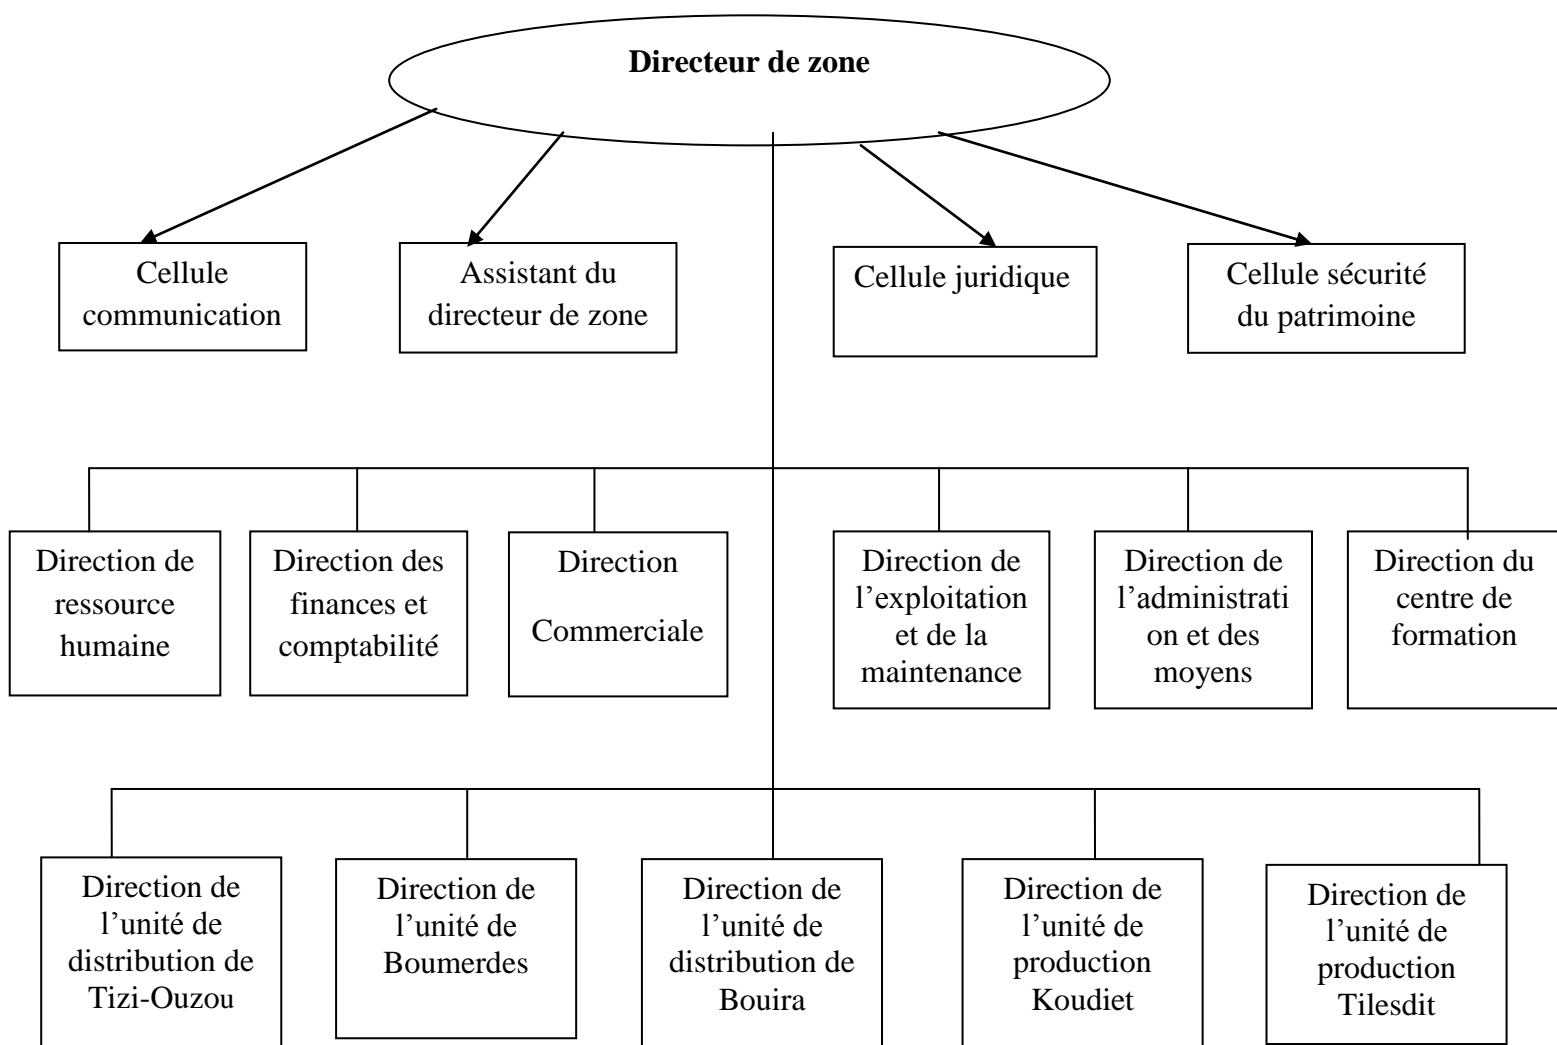 Directeur de zone
Cellule
communication
Assistant du
directeur de zone
Cellule juridique
Cellule sécurité
du patrimoine
Direction de
ressource
humaine
Direction des
finances et
comptabilité
Direction
Commerciale
Direction de
l’exploitation
et de la
maintenance
Direction de
l’administrati
on et des
moyens
Direction du
centre de
formation
Direction de
l’unité de
distribution de
Tizi-Ouzou
Direction de
l’unité de
Boumerdes
Direction de
l’unité de
distribution de
Bouira
Direction de
l’unité de
production
Koudiet
Direction de
l’unité de
production
Tilesdit